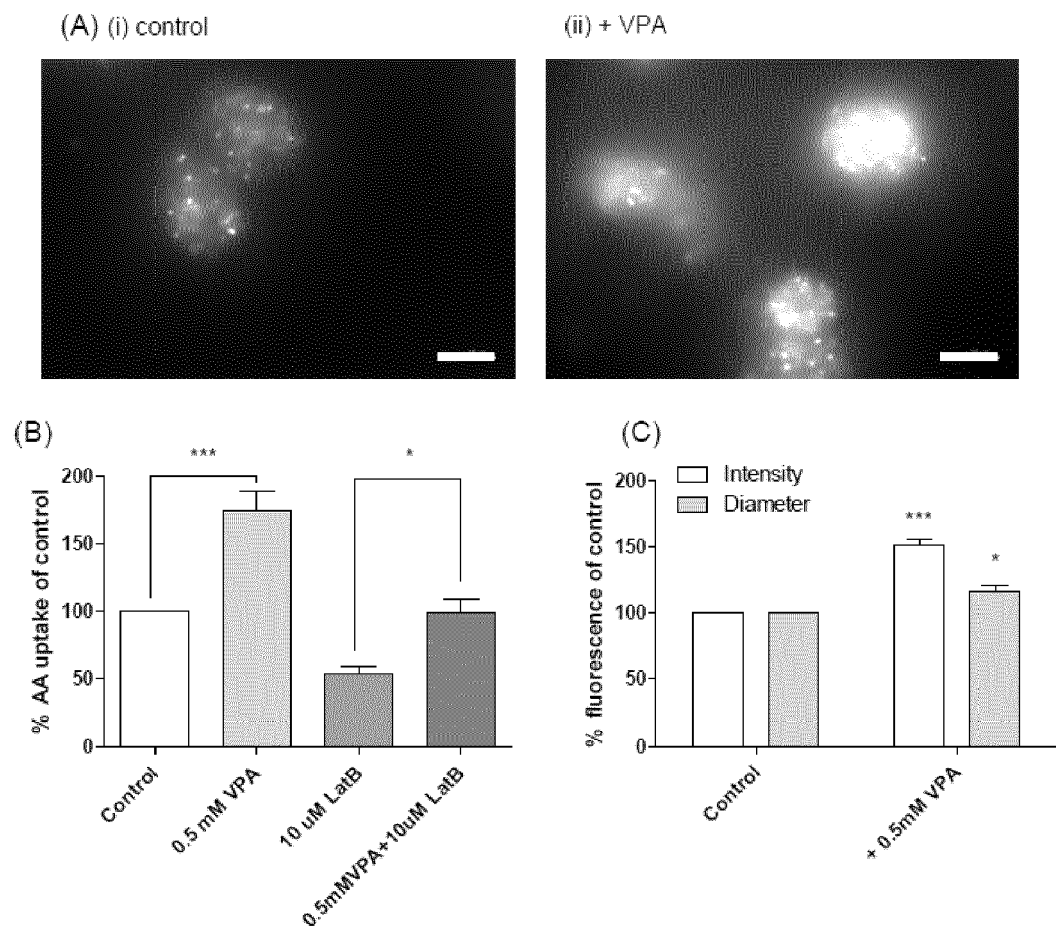 (A) (i) control
(ii) + VPA
(B)
% AA uptake of control
200
150
100
50
0
***
*
Control
0.5 mM VPA
10 uM LatB
0.5mMVPA+10uM LatB
(C)
% fluorescence of control
200
150
100
50
0
Intensity
Diameter
***
*
Control
+ 0.5mM VPA